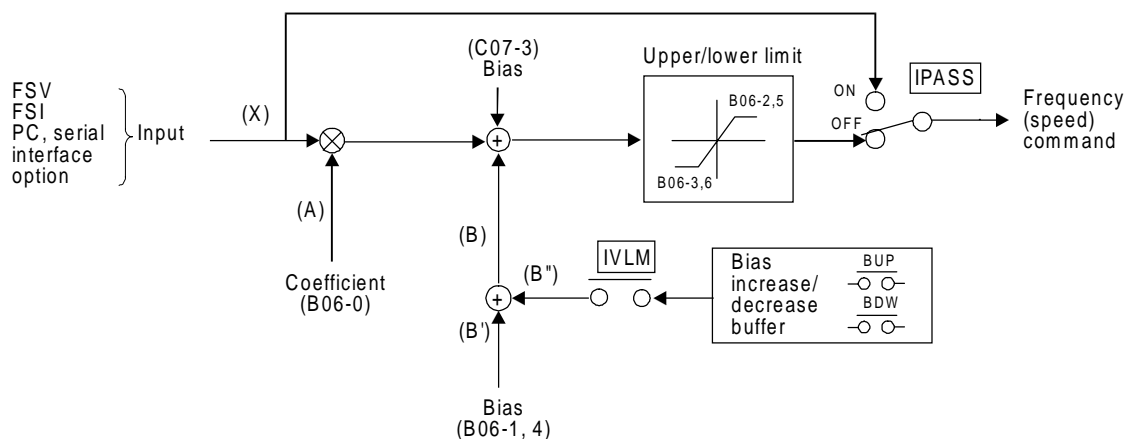 FSV
FSI
PC, serial
interface
option
Input
(X)
(A)
Coefficient
(B06-0)
(C07-3)
Bias
(B)
(B')
(B")
Bias
(B06-1, 4)
Upper/lower limit
B06-2,5
B06-3,6
IVLM
Bias
increase/
decrease
buffer
BUP
BDW
ON
OFF
IPASS
Frequency
(speed)
command